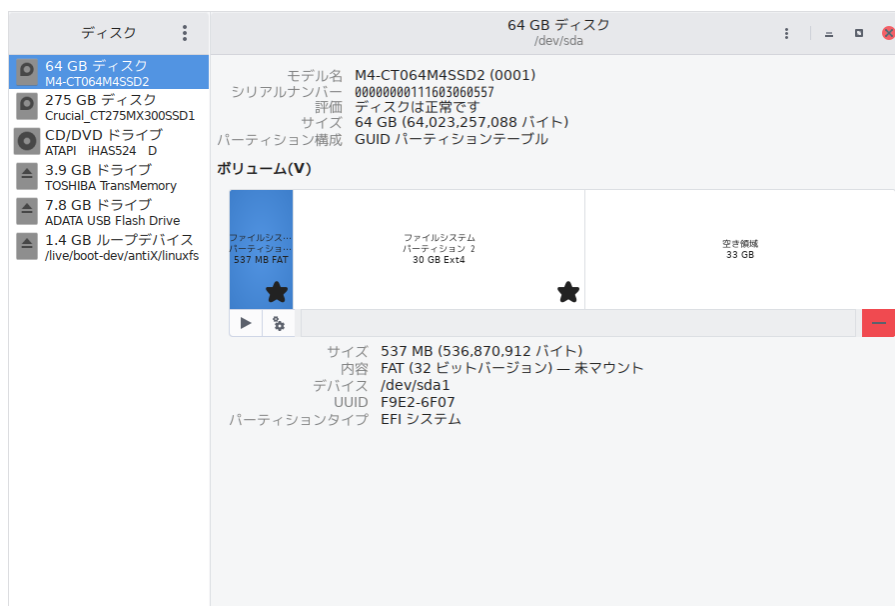 ディスク
64 GB ディスク
/dev/sda
64 GB ディスク
M4-CT064M4SSD2
275 GB ディスク
Crucial_CT275MX300SSD1
CD/DVD ドライブ
ATAPI iHAS524 D
3.9 GB ドライブ
TOSHIBA TransMemory
7.8 GB ドライブ
ADATA USB Flash Drive
1.4 GB ループデバイス
/live/boot-dev/antiX/linuxfs
モデル名 M4-CT064M4SSD2 (0001)
シリアルナンバー 00000000111603060557
評価 ディスクは正常です
サイズ 64 GB (64,023,257,088 バイト)
パーティション構成 GUID パーティションテーブル
ボリューム(V)
ファイルシス…
パーティショ…
537 MB FAT
ファイルシステム
パーティション 2
30 GB Ext4
空き領域
33 GB
サイズ 537 MB (536,870,912 バイト)
内容 FAT (32 ビットバージョン) — 未マウント
デバイス /dev/sda1
UUID F9E2-6F07
パーティションタイプ EFI システム